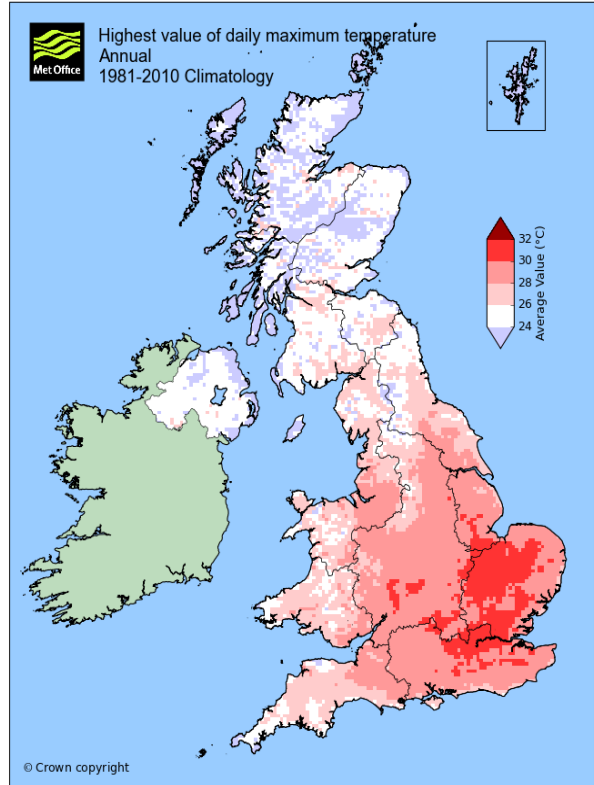 Met Office
Highest value of daily maximum temperature
Annual
1981-2010 Climatology
32
30
28
26
24
Average Value (°C)
© Crown copyright